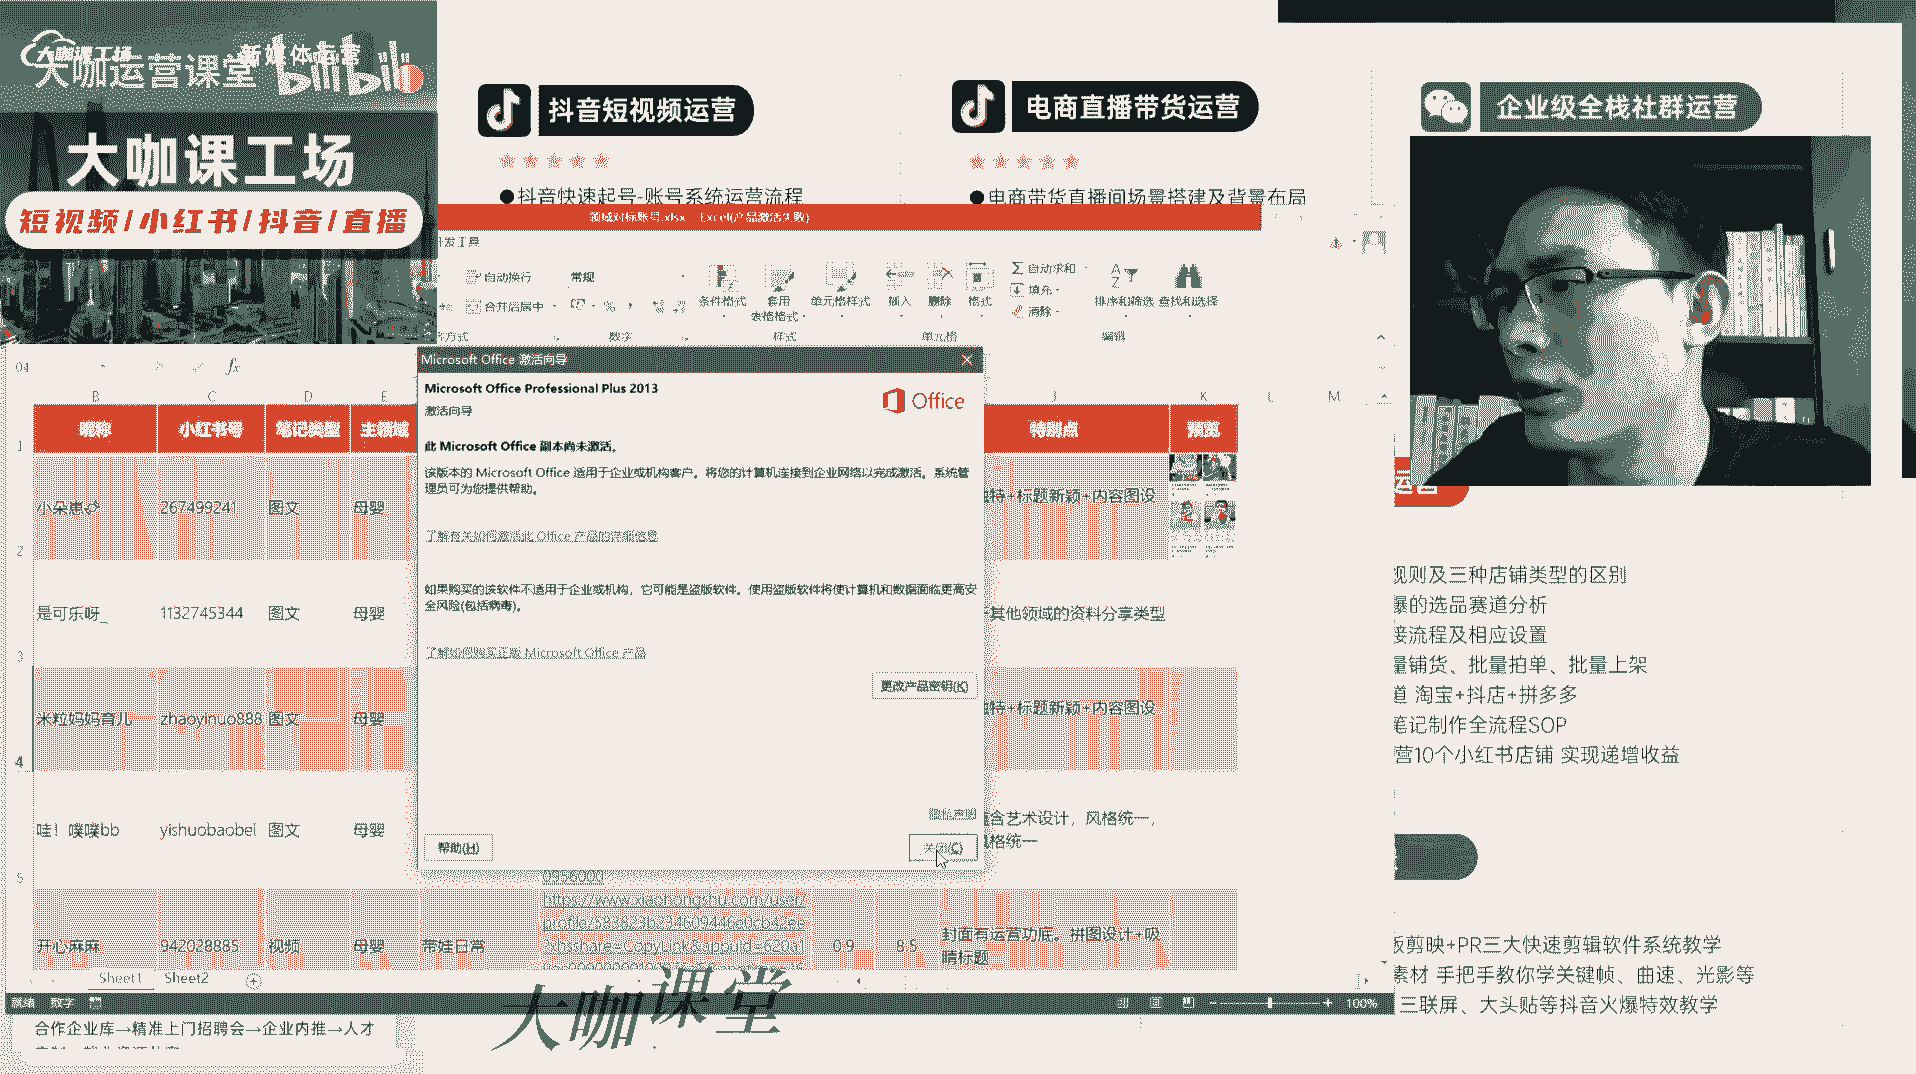 大咖课工场
大咖运营课堂
新媒体运营
bilibili
大咖课工场
短视频/小红书/抖音/直播
抖音短视频运营
●抖音快速起号-账号系统运营流程
电商直播带货运营
●电商带货直播间场景搭建及背景布局
企业级全栈社群运营
领域对标账号.xlsx - Excel(产品激活失败)
开发工具
自动换行
常规
合并后居中
条件格式
套用
表格格式
单元格样式
插入
删除
格式
自动求和
填充
清除
排序和筛选
查找和选择
数字
样式
单元格
编辑
O4
fx
B C D E J K L M
昵称 小红书号 笔记类型 主领域 特别点 预览
1
267499241 图文 母婴
独特+标题新颖+内容图设
2
是可乐呀_ 1132745344 图文 母婴
其他领域的资料分享类型
3
米粒妈妈育儿 zhaoyinuo888 图文 母婴
独特+标题新颖+内容图设
4
哇！噗噗bb yishuobaobei 图文 母婴
含艺术设计，风格统一，
风格统一
5
0956000
开心麻麻 942028885 视频 母婴 带娃日常
https://www.xiaohongshu.com/user/
0.9 8.5
封面有运营功底。拼图设计+吸
睛标题
Microsoft Office 激活向导
Microsoft Office Professional Plus 2013
激活向导
Office
此 Microsoft Office 副本尚未激活。
该版本的 Microsoft Office 适用于企业或机构客户。将您的计算机连接到企业网络以完成激活。系统管
理员可为您提供帮助。
了解有关如何激活此 Office 产品的详细信息
如果购买的该软件不适用于企业或机构，它可能是盗版软件。使用盗版软件将使计算机和数据面临更高安
全风险(包括病毒)。
了解如何购买正版 Microsoft Office 产品
更改产品密钥(K)
隐私声明
帮助(H)
关闭(C)
Sheet1 Sheet2
就绪 数字
100%
合作企业库→精准上门招聘会→企业内推→人才
大咖课堂
运营
规则及三种店铺类型的区别
爆的选品赛道分析
接流程及相应设置
量铺货、批量拍单、批量上架
道 淘宝+抖店+拼多多
笔记制作全流程SOP
营10个小红书店铺 实现递增收益
版剪映+PR三大快速剪辑软件系统教学
素材 手把手教你学关键帧、曲速、光影等
三联屏、大头贴等抖音火爆特效教学